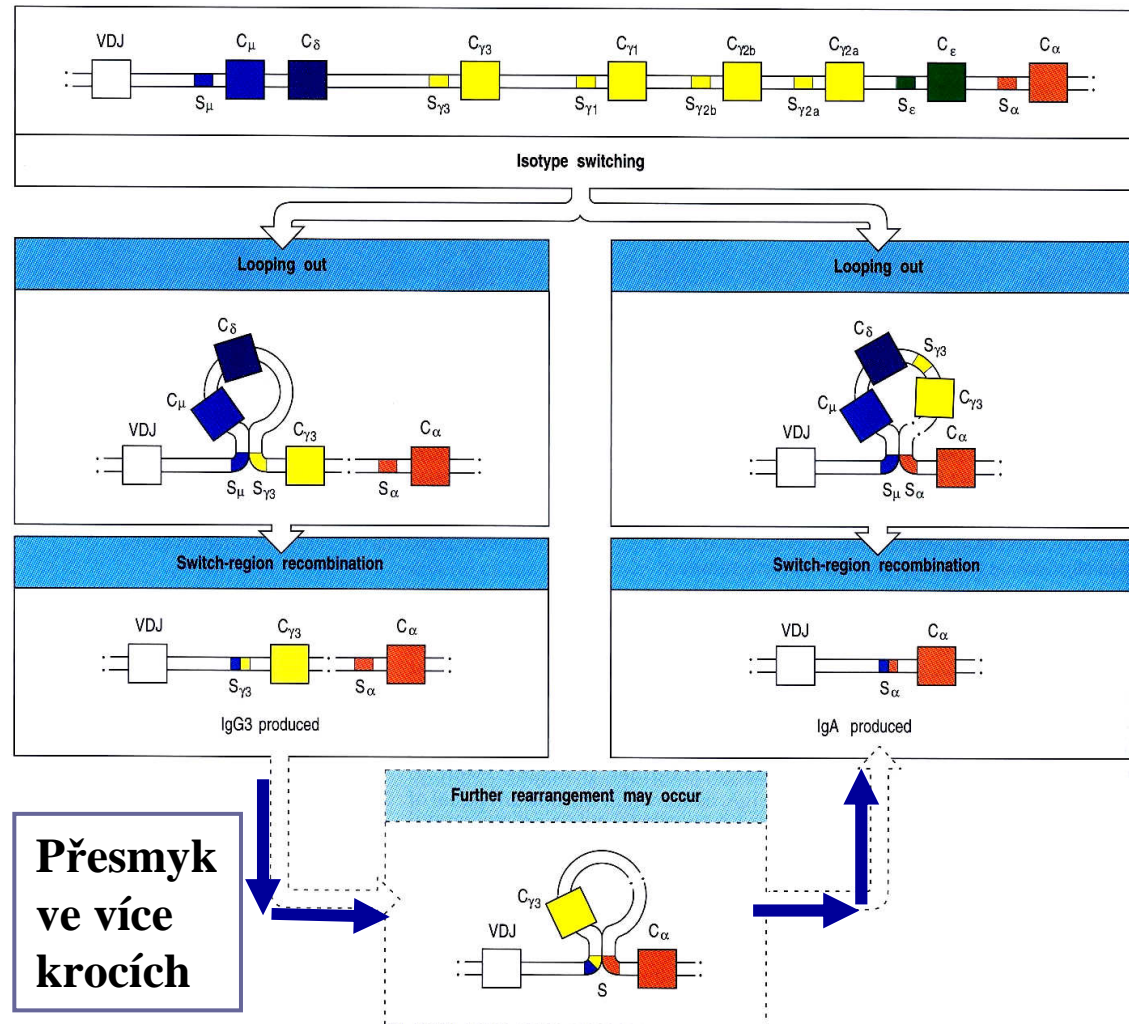 VDJ Cμ Cδ Cγ3 Cγ1 Cγ2b Cγ2a Cε Cα
Sμ Sγ3 Sγ1 Sγ2b Sγ2a Sε Sα
Isotype switching
Looping out
Cδ
Cμ
VDJ Cγ3 Cα
Sμ Sγ3 Sα
Switch-region recombination
VDJ Cγ3 Cα
Sγ3 Sα
IgG3 produced
Looping out
Cδ Sγ3
Cμ Cγ3
VDJ Cα
Sμ Sα
Switch-region recombination
VDJ Cα
Sα
IgA produced
Přesmyk
ve více
krocích
Further rearrangement may occur
Cγ3
VDJ Cα
S